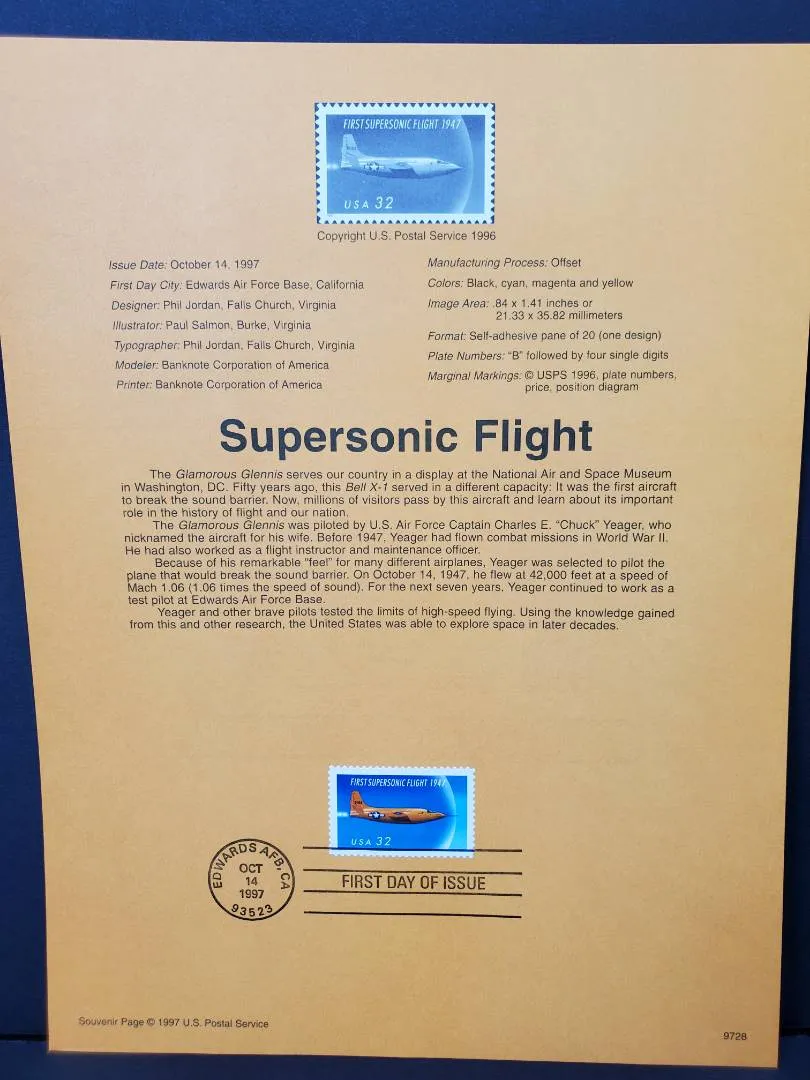 FIRST SUPERSONIC FLIGHT 1947
USA 32
Copyright U.S. Postal Service 1996
Issue Date: October 14, 1997
First Day City: Edwards Air Force Base, California
Designer: Phil Jordan, Falls Church, Virginia
Illustrator: Paul Salmon, Burke, Virginia
Typographer: Phil Jordan, Falls Church, Virginia
Modeler: Banknote Corporation of America
Printer: Banknote Corporation of America
Manufacturing Process: Offset
Colors: Black, cyan, magenta and yellow
Image Area: .84 x 1.41 inches or
21.33 x 35.82 millimeters
Format: Self-adhesive pane of 20 (one design)
Plate Numbers: "B" followed by four single digits
Marginal Markings: © USPS 1996, plate numbers,
price, position diagram
Supersonic Flight
The Glamorous Glennis serves our country in a display at the National Air and Space Museum
in Washington, DC. Fifty years ago, this Bell X-1 served in a different capacity: It was the first aircraft
to break the sound barrier. Now, millions of visitors pass by this aircraft and learn about its important
role in the history of flight and our nation.
The Glamorous Glennis was piloted by U.S. Air Force Captain Charles E. "Chuck" Yeager, who
nicknamed the aircraft for his wife. Before 1947, Yeager had flown combat missions in World War II.
He had also worked as a flight instructor and maintenance officer.
Because of his remarkable "feel" for many different airplanes, Yeager was selected to pilot the
plane that would break the sound barrier. On October 14, 1947, he flew at 42,000 feet at a speed of
Mach 1.06 (1.06 times the speed of sound). For the next seven years, Yeager continued to work as a
test pilot at Edwards Air Force Base.
Yeager and other brave pilots tested the limits of high-speed flying. Using the knowledge gained
from this and other research, the United States was able to explore space in later decades.
FIRST SUPERSONIC FLIGHT 1947
USA 32
EDWARDS AFB, CA
OCT
14
1997
93523
FIRST DAY OF ISSUE
Souvenir Page © 1997 U.S. Postal Service
9728